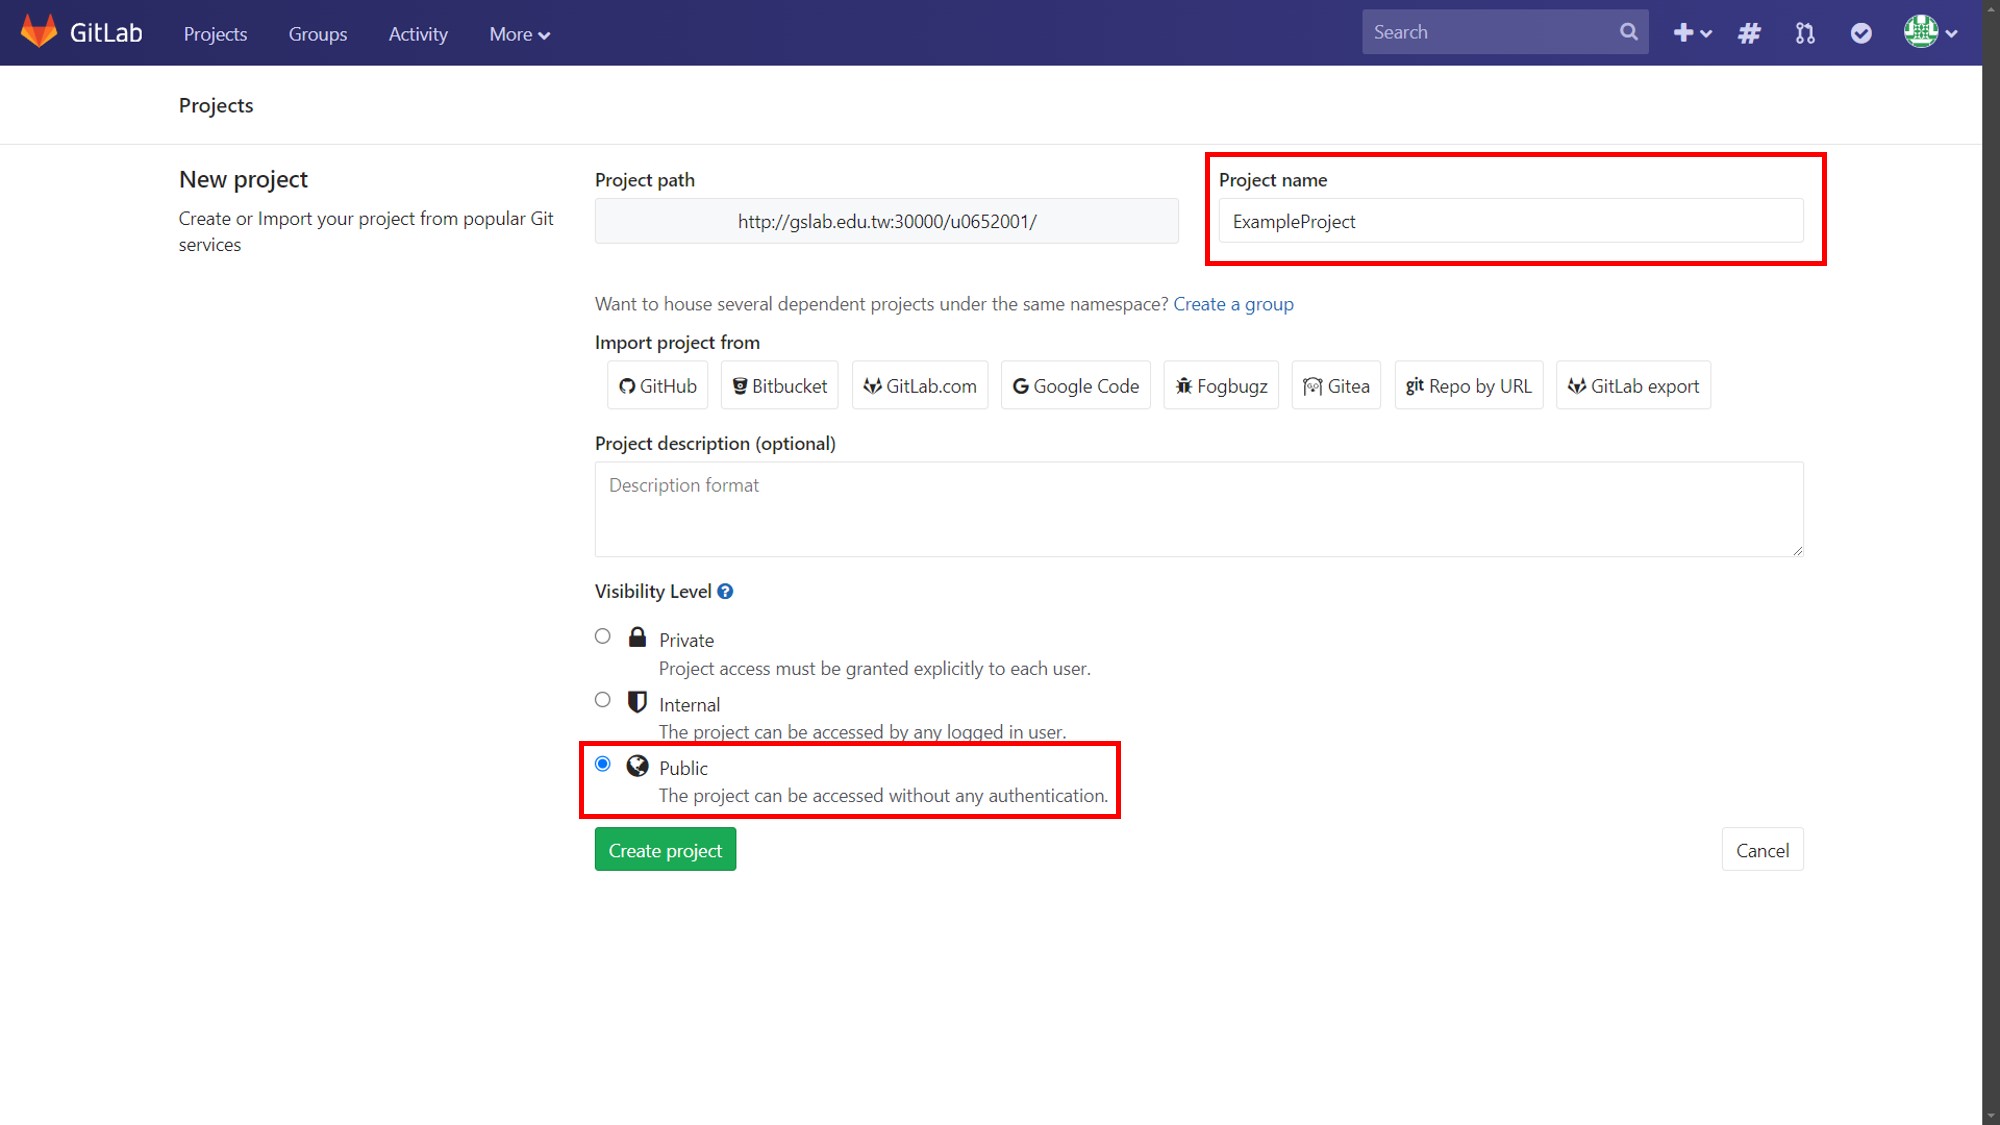 GitLab Projects Groups Activity More Search
Projects
New project
Create or Import your project from popular Git
services
Project path
http://gslab.edu.tw:30000/u0652001/
Project name
ExampleProject
Want to house several dependent projects under the same namespace? Create a group
Import project from
GitHub Bitbucket GitLab.com Google Code Fogbugz Gitea git Repo by URL GitLab export
Project description (optional)
Description format
Visibility Level ?
Private
Project access must be granted explicitly to each user.
Internal
The project can be accessed by any logged in user.
Public
The project can be accessed without any authentication.
Create project Cancel